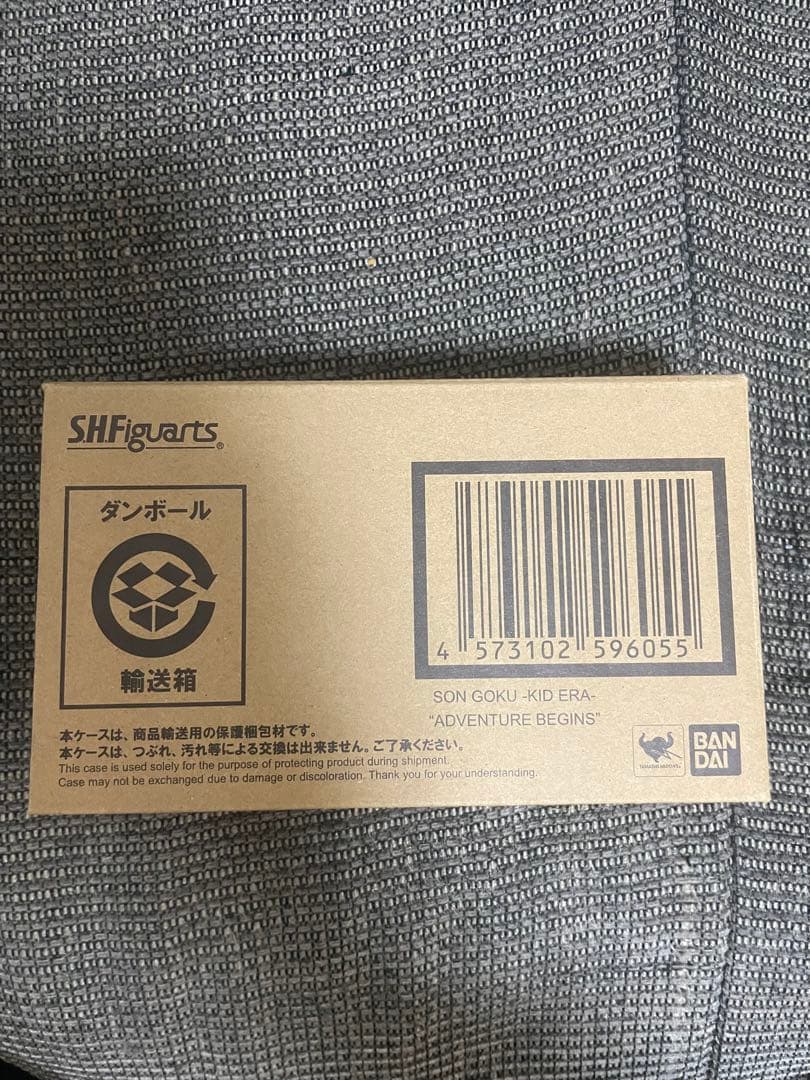 S.H.Figuarts®
ダンボール
輸送箱
4 573102 596055
SON GOKU -KID ERA-
“ADVENTURE BEGINS”
本ケースは、商品輸送用の保護梱包材です。
本ケースは、つぶれ、汚れ等による交換は出来ません。ご了承ください。
This case is used solely for the purpose of protecting product during shipment.
Case may not be exchanged due to damage or discoloration. Thank you for your understanding.
BAN
DAI